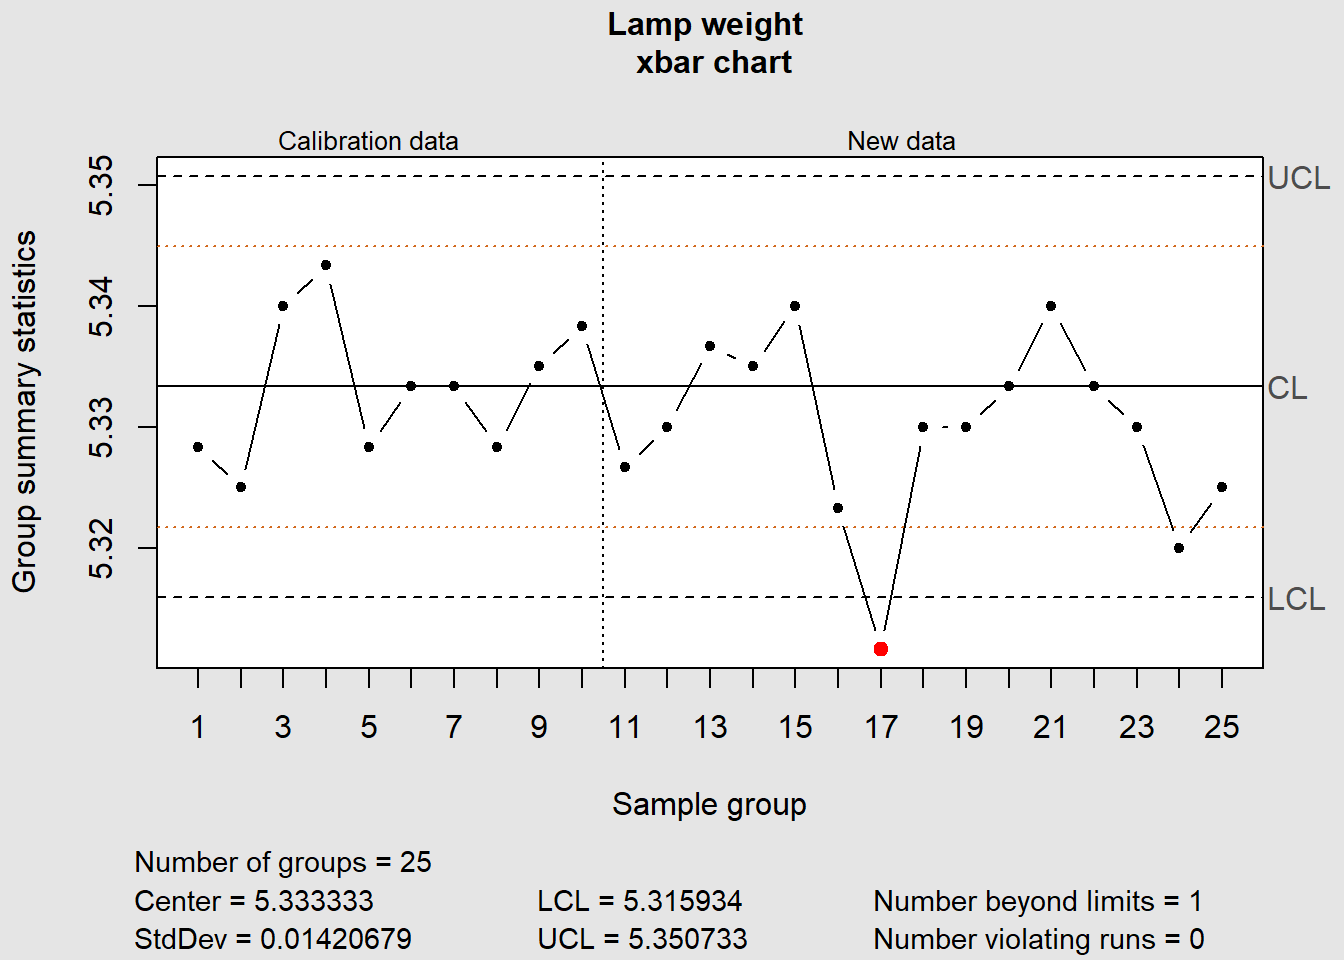 Lamp weight
xbar chart
Calibration data
New data
5.35
5.34
5.33
5.32
Group summary statistics
UCL
CL
LCL
1 3 5 7 9 11 13 15 17 19 21 23 25
Sample group
Number of groups = 25
Center = 5.333333 LCL = 5.315934 Number beyond limits = 1
StdDev = 0.01420679 UCL = 5.350733 Number violating runs = 0